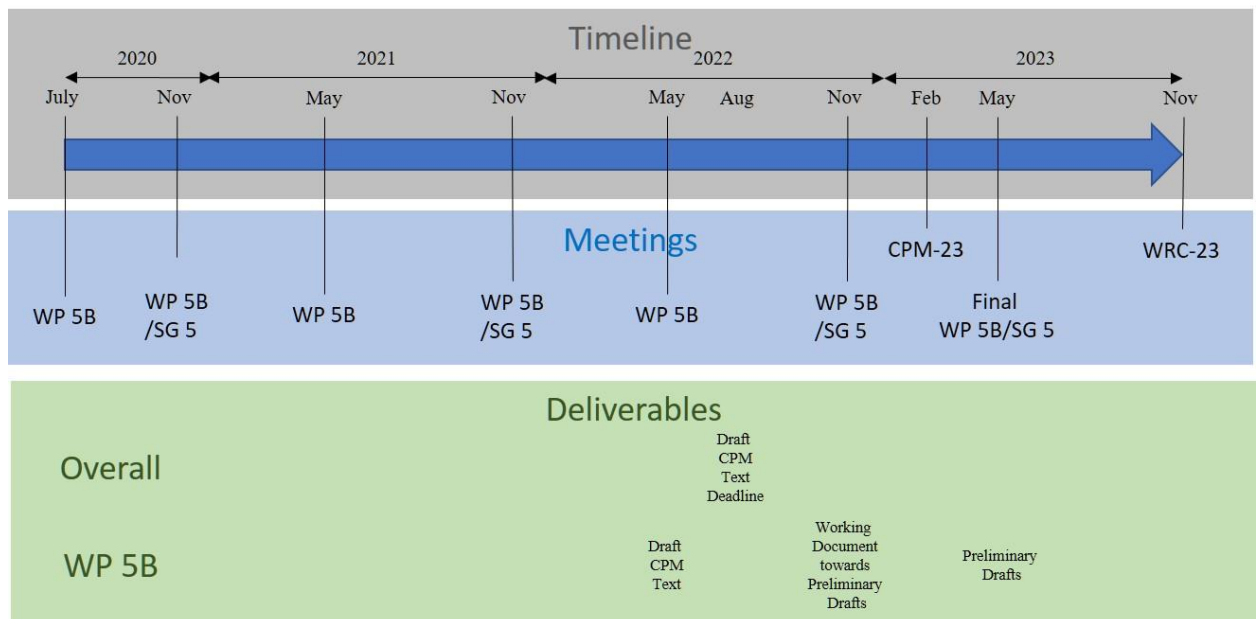 Timeline
2020 2021 2022 2023
July Nov May Nov May Aug Nov Feb May Nov
Meetings
CPM-23 WRC-23
WP 5B WP 5B WP 5B WP 5B WP 5B WP 5B Final
/SG 5 /SG 5 /SG 5 WP 5B/SG 5
Deliverables
Overall
Draft
CPM
Text
Deadline
WP 5B
Draft
CPM
Text
Working
Document
towards
Preliminary
Drafts
Preliminary
Drafts